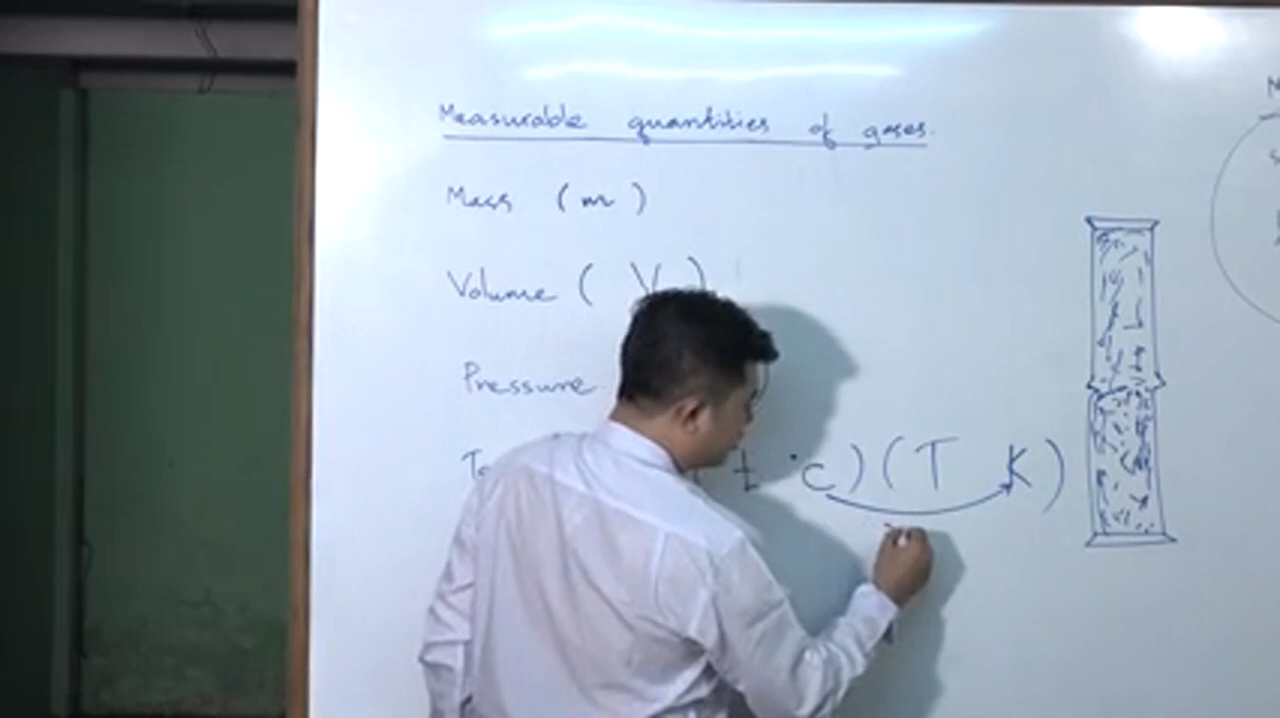 Measurable quantities of gases.
Mass (m)
Volume ( V )
Pressure
t °c) (T K)